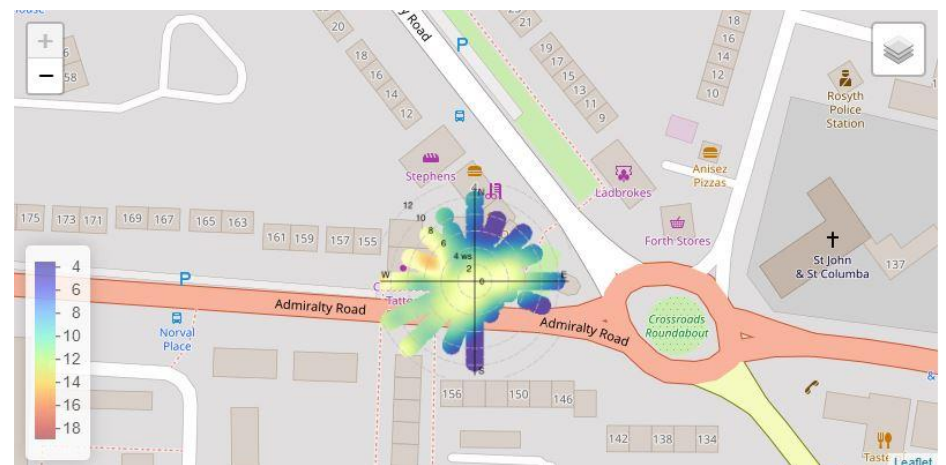 y Road
20
18
16
14
12
21
19
17
15
13
11
9
18
16
14
12
10
P
+
−
58
Rosyth
Police
Station
Anisez
Pizzas
Stephens
Ladbrokes
Forth Stores
St John
& St Columba
137
175
173 171
169
167
165
163
161 159
157
155
12
10
8
6
4 ws
2
0
N
E
S
W
P
Admiralty Road
Admiralty Road
Crossroads
Roundabout
Norval
Place
4
6
8
10
12
14
16
18
156
150
146
142
138
134
Taste
&
Leaflet